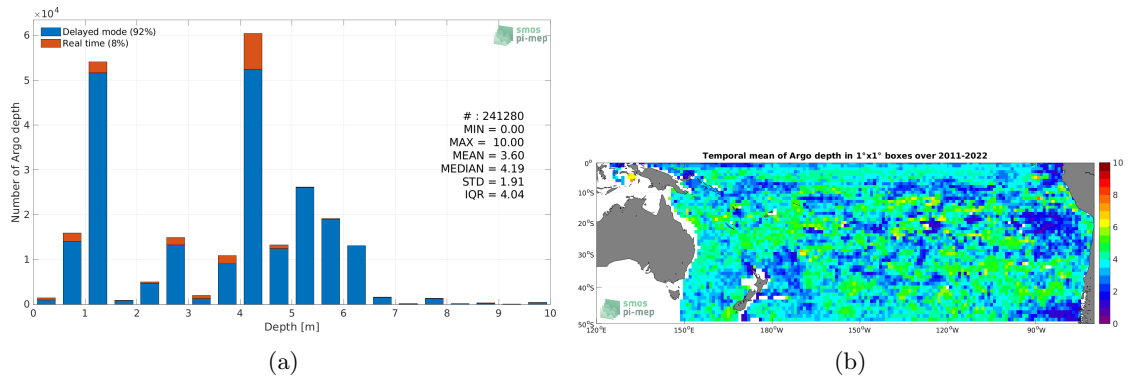 ×10⁴
Delayed mode (92%)
Real time (8%)
smos
pi-mep
6
5
4
3
2
1
0
Number of Argo depth
# : 241280
MIN = 0.00
MAX = 10.00
MEAN = 3.60
MEDIAN = 4.19
STD = 1.91
IQR = 4.04
0 1 2 3 4 5 6 7 8 9 10
Depth [m]
(a)
Temporal mean of Argo depth in 1°x1° boxes over 2011-2022
0°
10°S
20°S
30°S
40°S
50°S
120°E 150°E 180°W 150°W 120°W 90°W
10
8
6
4
2
0
smos
pi-mep
(b)